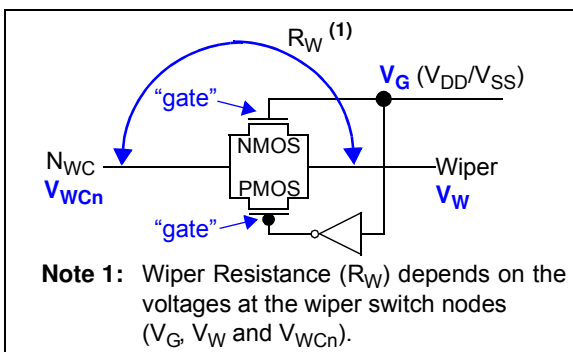 R_W (1)
V_G (V_DD/V_SS)
“gate”
NMOS
N_WC
V_WCn
Wiper
V_W
PMOS
“gate”
Note 1: Wiper Resistance (R_W) depends on the
voltages at the wiper switch nodes
(V_G, V_W and V_WCn).